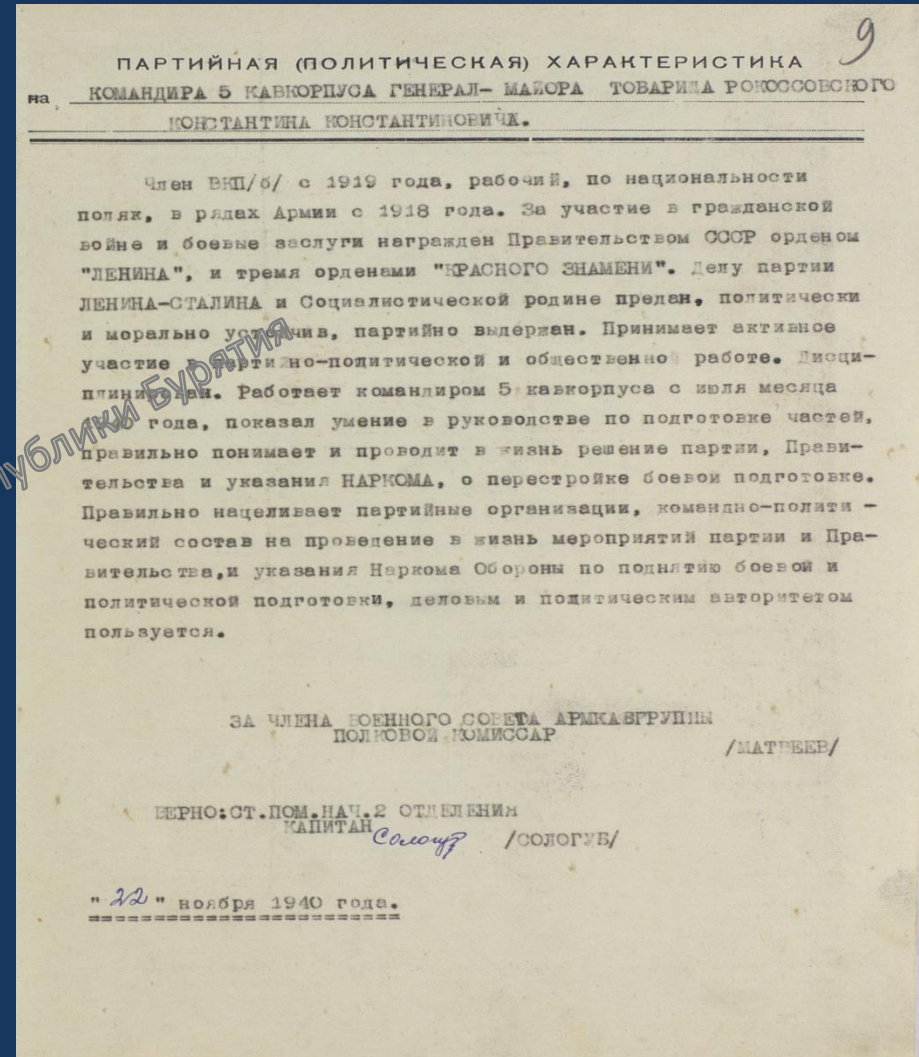 9
ПАРТИЙНАЯ (ПОЛИТИЧЕСКАЯ) ХАРАКТЕРИСТИКА
на КОМАНДИРА 5 КАВКОРПУСА ГЕНЕРАЛ- МАЙОРА ТОВАРИЩА РОКОССОВСКОГО
КОНСТАНТИНА КОНСТАНТИНОВИЧА.
Член ВКП/б/ с 1919 года, рабочий, по национальности
поляк, в рядах Армии с 1918 года. За участие в гражданской
войне и боевые заслуги награжден Правительством СССР орденом
"ЛЕНИНА", и тремя орденами "КРАСНОГО ЗНАМЕНИ". Делу партии
ЛЕНИНА-СТАЛИНА и Социалистической родине предан, политически
и морально устойчив, партийно выдержан. Принимает активное
участие в партийно-политической и общественной работе. Дисци-
плинирован. Работает командиром 5 кавкорпуса с июля месяца
1940 года, показал умение в руководстве по подготовке частей,
правильно понимает и проводит в жизнь решение партии, Прави-
тельства и указания НАРКОМА, о перестройке боевой подготовке.
Правильно нацеливает партийные организации, командно-полити -
ческий состав на проведение в жизнь мероприятий партии и Пра-
вительства,и указания Наркома Обороны по поднятию боевой и
политической подготовки, деловым и политическим авторитетом
пользуется.
ЗА ЧЛЕНА ВОЕННОГО СОВЕТА АРМКАВГРУППЫ
ПОЛКОВОЙ КОМИССАР
/МАТВЕЕВ/
ВЕРНО:СТ.ПОМ.НАЧ.2 ОТДЕЛЕНИЯ
КАПИТАН Сологуб /СОЛОГУБ/
"22" ноября 1940 года.
публики Бурятия